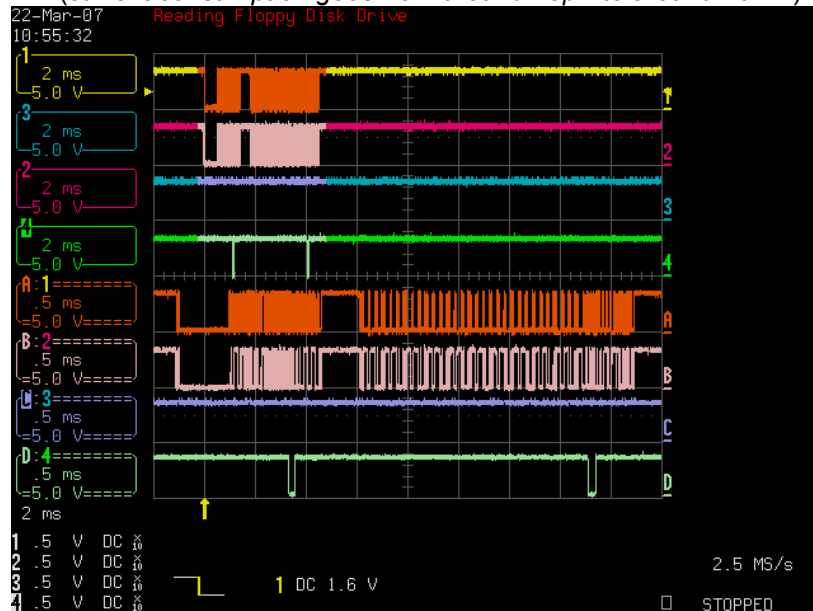 22-Mar-07 Reading Floppy Disk Drive
10:55:32
1
2 ms
5.0 V
3
2 ms
5.0 V
2
2 ms
5.0 V
4
2 ms
5.0 V
A:1
.5 ms
5.0 V
B:2
.5 ms
5.0 V
C:3
.5 ms
5.0 V
D:4
.5 ms
5.0 V
2 ms
1
2
3
4
A
B
C
D
1 .5 V DC X10
2 .5 V DC X10
3 .5 V DC X10
4 .5 V DC X10
1 DC 1.6 V
2.5 MS/s
STOPPED